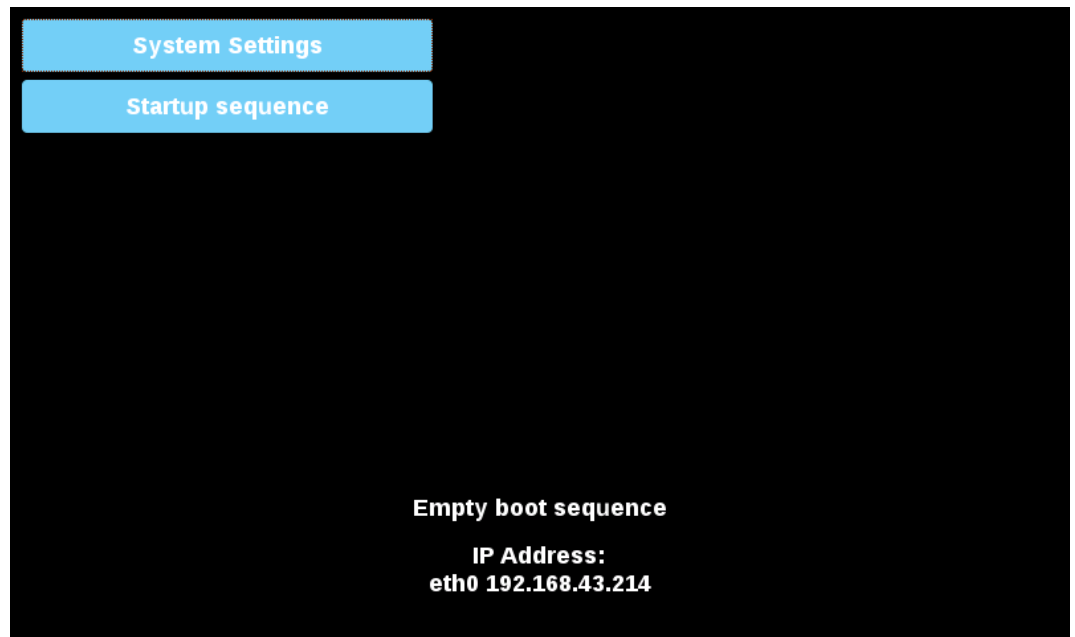 System Settings
Startup sequence
Empty boot sequence
IP Address:
eth0 192.168.43.214